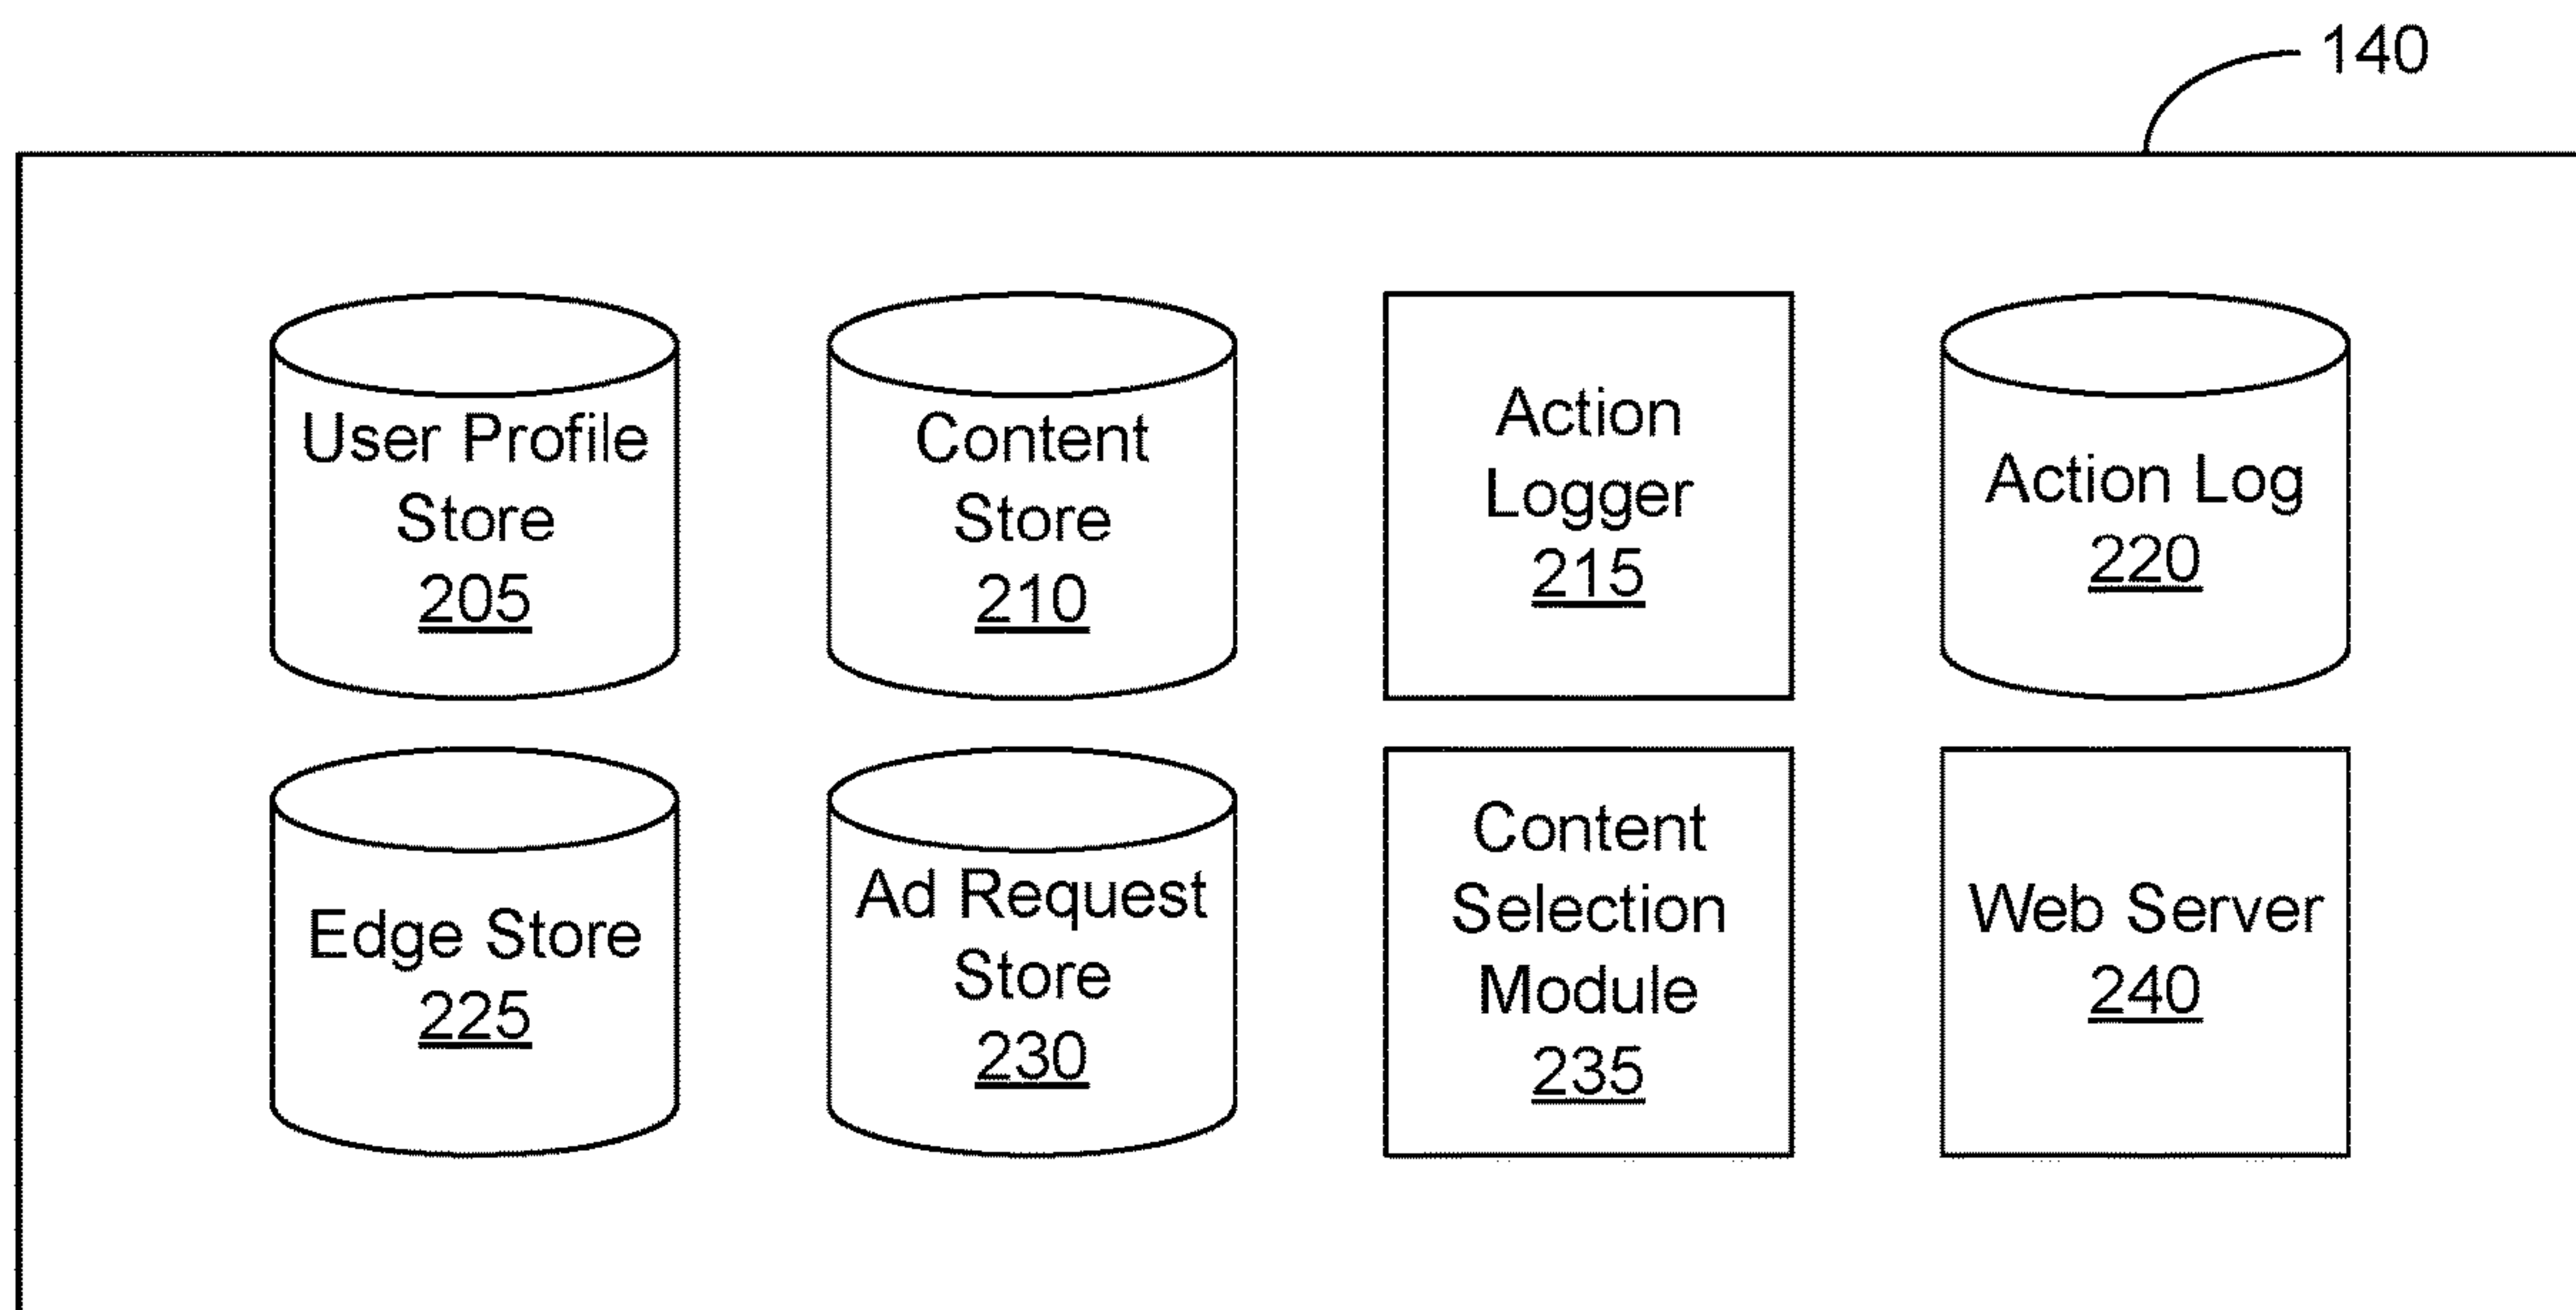 140
User Profile
Store
205
Content
Store
210
Action
Logger
215
Action Log
220
Edge Store
225
Ad Request
Store
230
Content
Selection
Module
235
Web Server
240